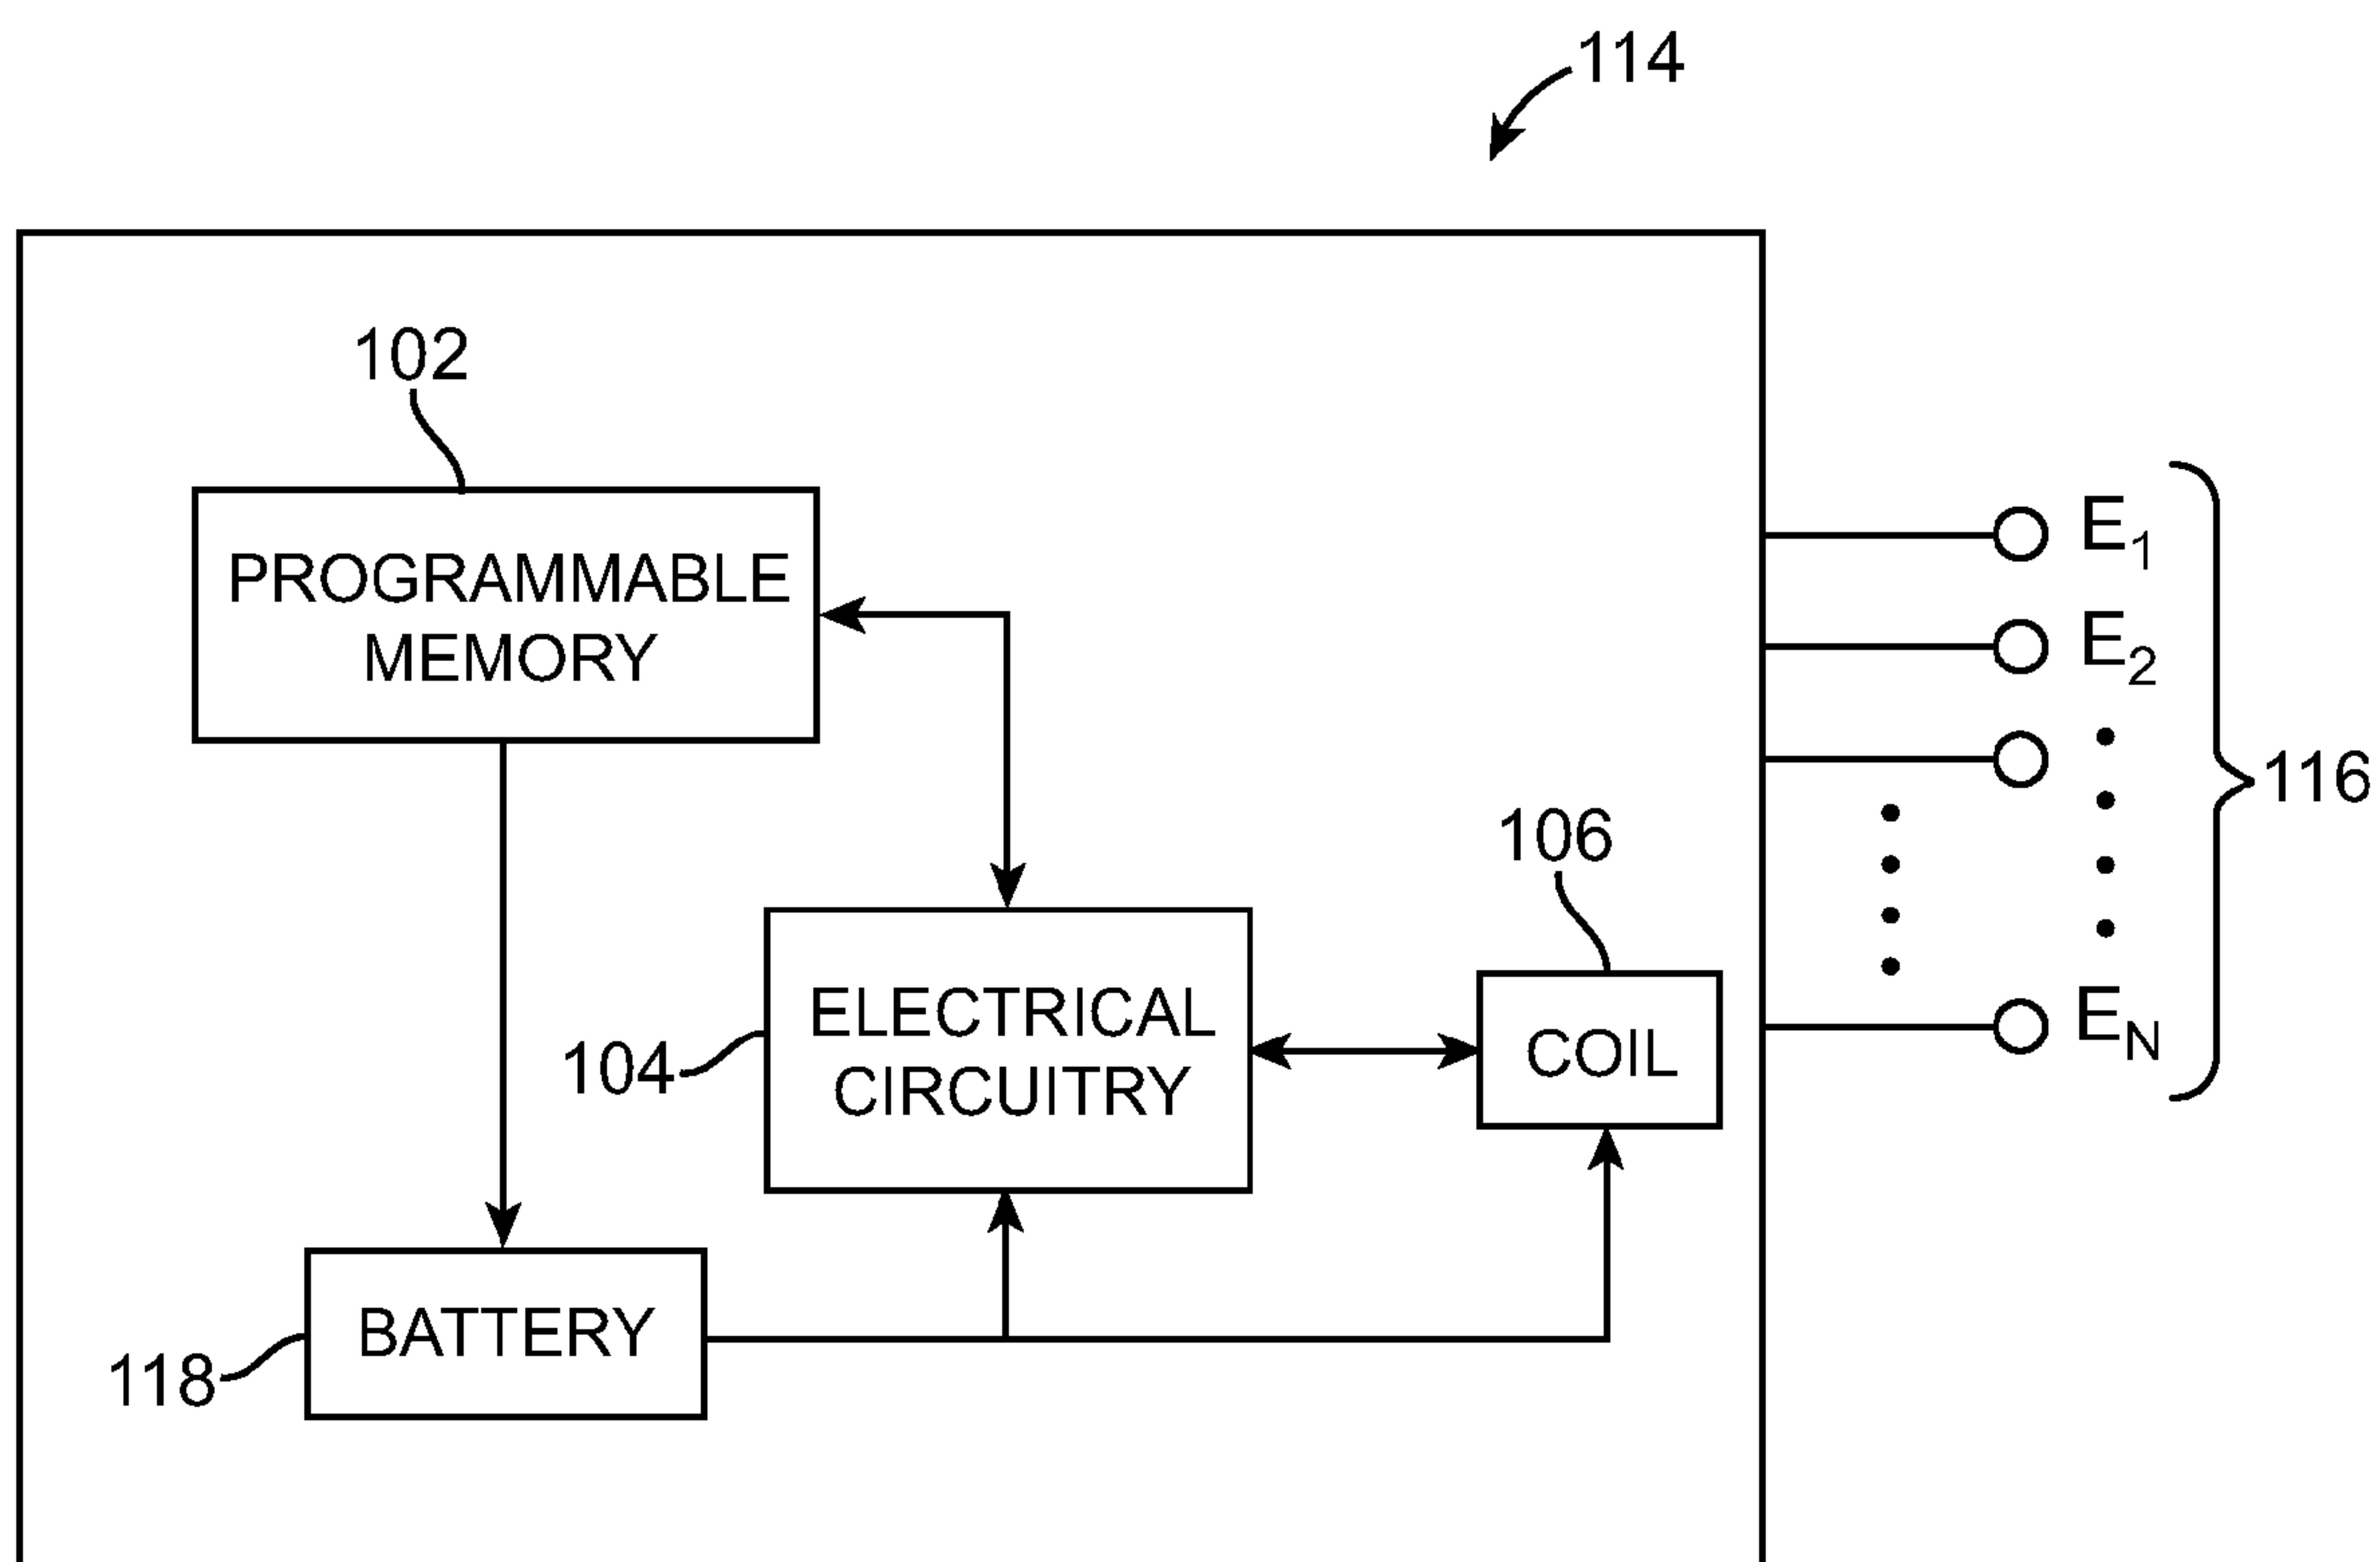 114
102
PROGRAMMABLE
MEMORY
E1
E2
116
106
ELECTRICAL
CIRCUITRY
104
COIL
EN
BATTERY
118